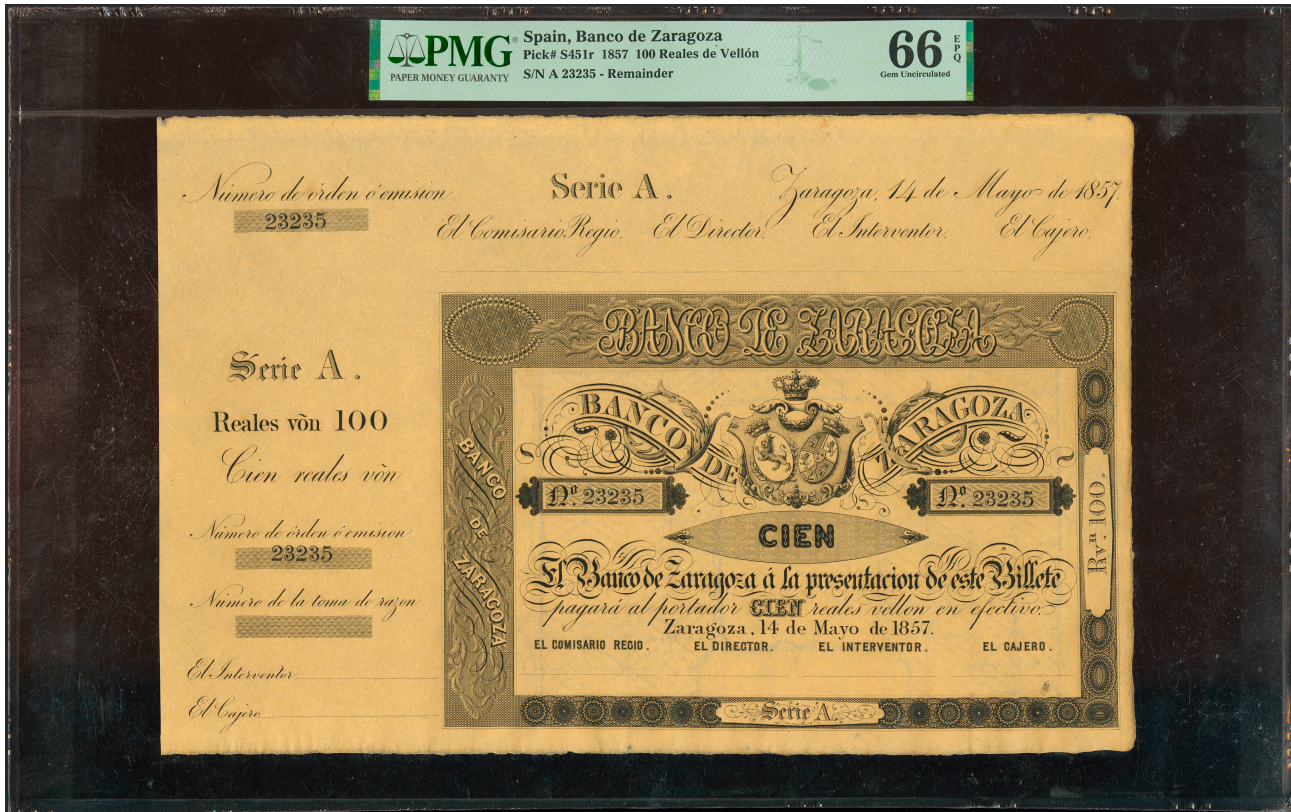 PMG®
PAPER MONEY GUARANTY
Spain, Banco de Zaragoza
Pick# S451r 1857 100 Reales de Vellón
S/N A 23235 - Remainder
66 EPQ
Gem Uncirculated
Número de órden ó emision
23235
Serie A.
Zaragoza, 14 de Mayo de 1857.
El Comisario Regio. El Director. El Interventor. El Cajero.
Serie A.
Reales vòn 100
Cien reales vòn
Número de órden ó emision
23235
Número de la toma de razon
El Interventor
El Cajero
BANCO DE ZARAGOZA
BANCO DE ZARAGOZA
BANCO DE ZARAGOZA
Nº. 23235
Nº. 23235
CIEN
El Banco de Zaragoza á la presentacion de este Billete
pagará al portador CIEN reales vellon en efectivo.
Zaragoza, 14 de Mayo de 1857.
EL COMISARIO REGIO. EL DIRECTOR. EL INTERVENTOR. EL CAJERO.
Rvn 100.
Serie A.